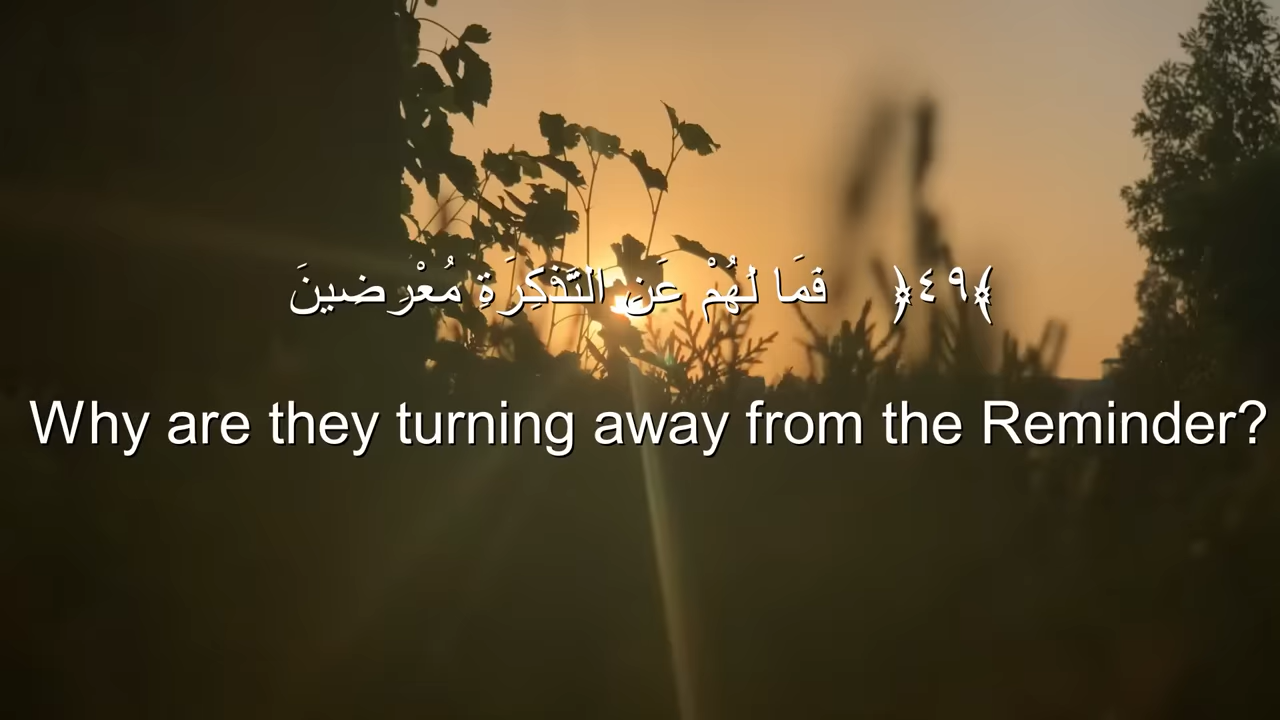 ﴿٤٩﴾ فَمَا لَهُمْ عَنِ التَّذْكِرَةِ مُعْرِضِينَ
Why are they turning away from the Reminder?